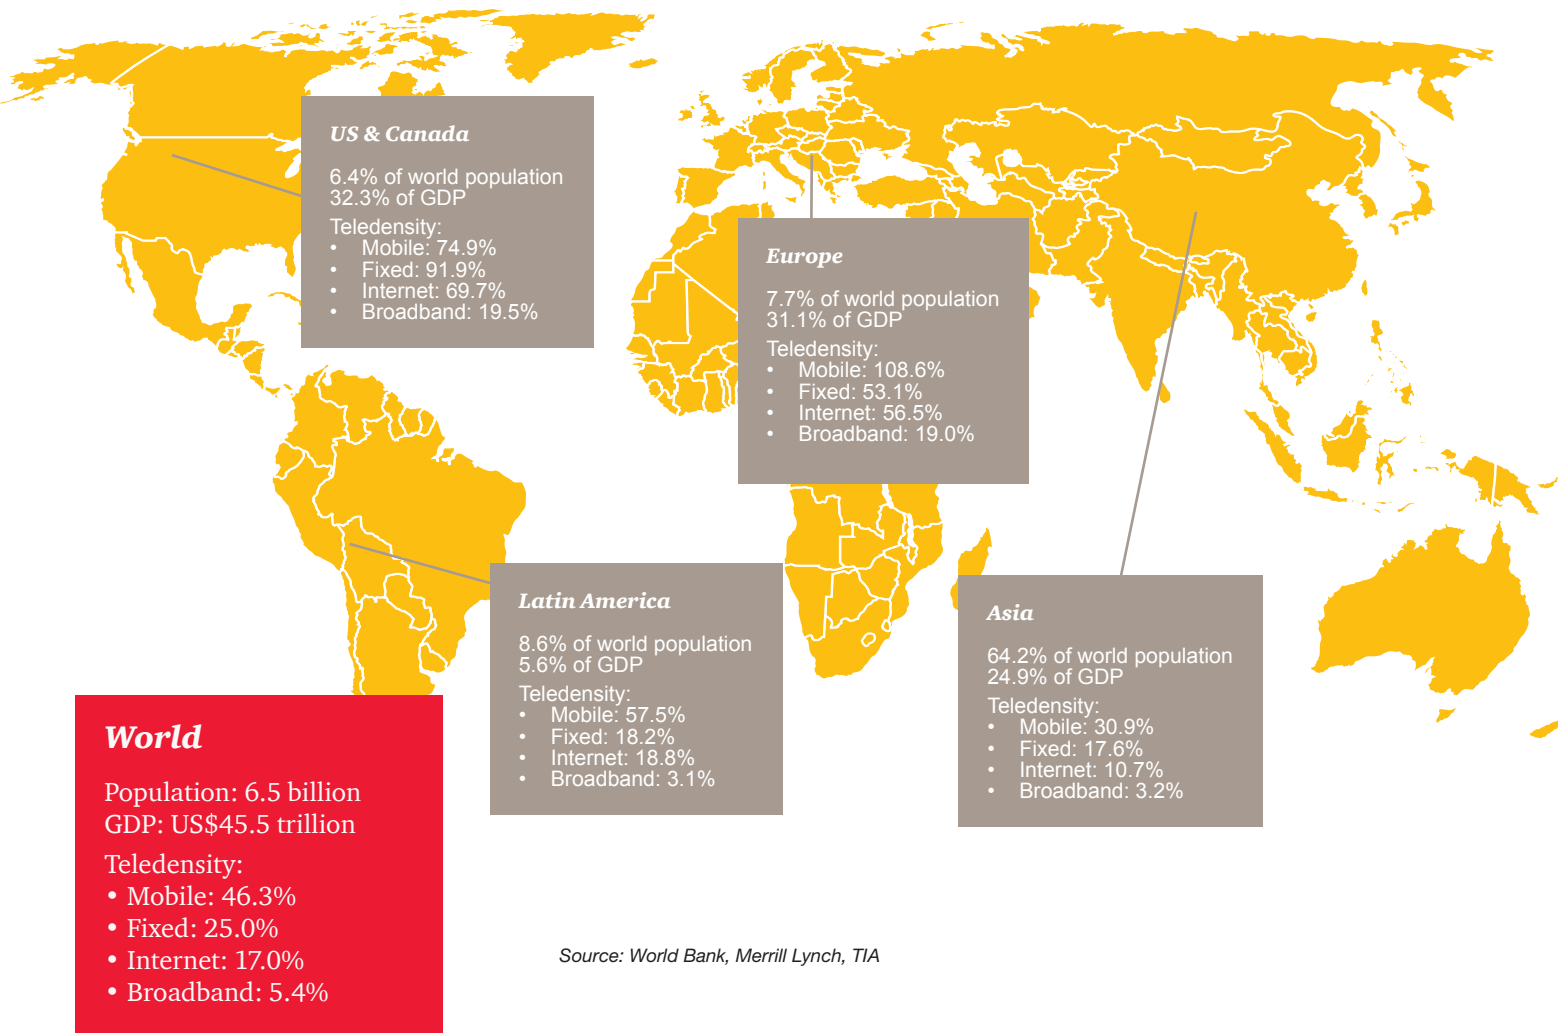 US & Canada
6.4% of world population
32.3% of GDP
Teledensity:
• Mobile: 74.9%
• Fixed: 91.9%
• Internet: 69.7%
• Broadband: 19.5%
Europe
7.7% of world population
31.1% of GDP
Teledensity:
• Mobile: 108.6%
• Fixed: 53.1%
• Internet: 56.5%
• Broadband: 19.0%
Latin America
8.6% of world population
5.6% of GDP
Teledensity:
• Mobile: 57.5%
• Fixed: 18.2%
• Internet: 18.8%
• Broadband: 3.1%
Asia
64.2% of world population
24.9% of GDP
Teledensity:
• Mobile: 30.9%
• Fixed: 17.6%
• Internet: 10.7%
• Broadband: 3.2%
World
Population: 6.5 billion
GDP: US$45.5 trillion
Teledensity:
• Mobile: 46.3%
• Fixed: 25.0%
• Internet: 17.0%
• Broadband: 5.4%
Source: World Bank, Merrill Lynch, TIA